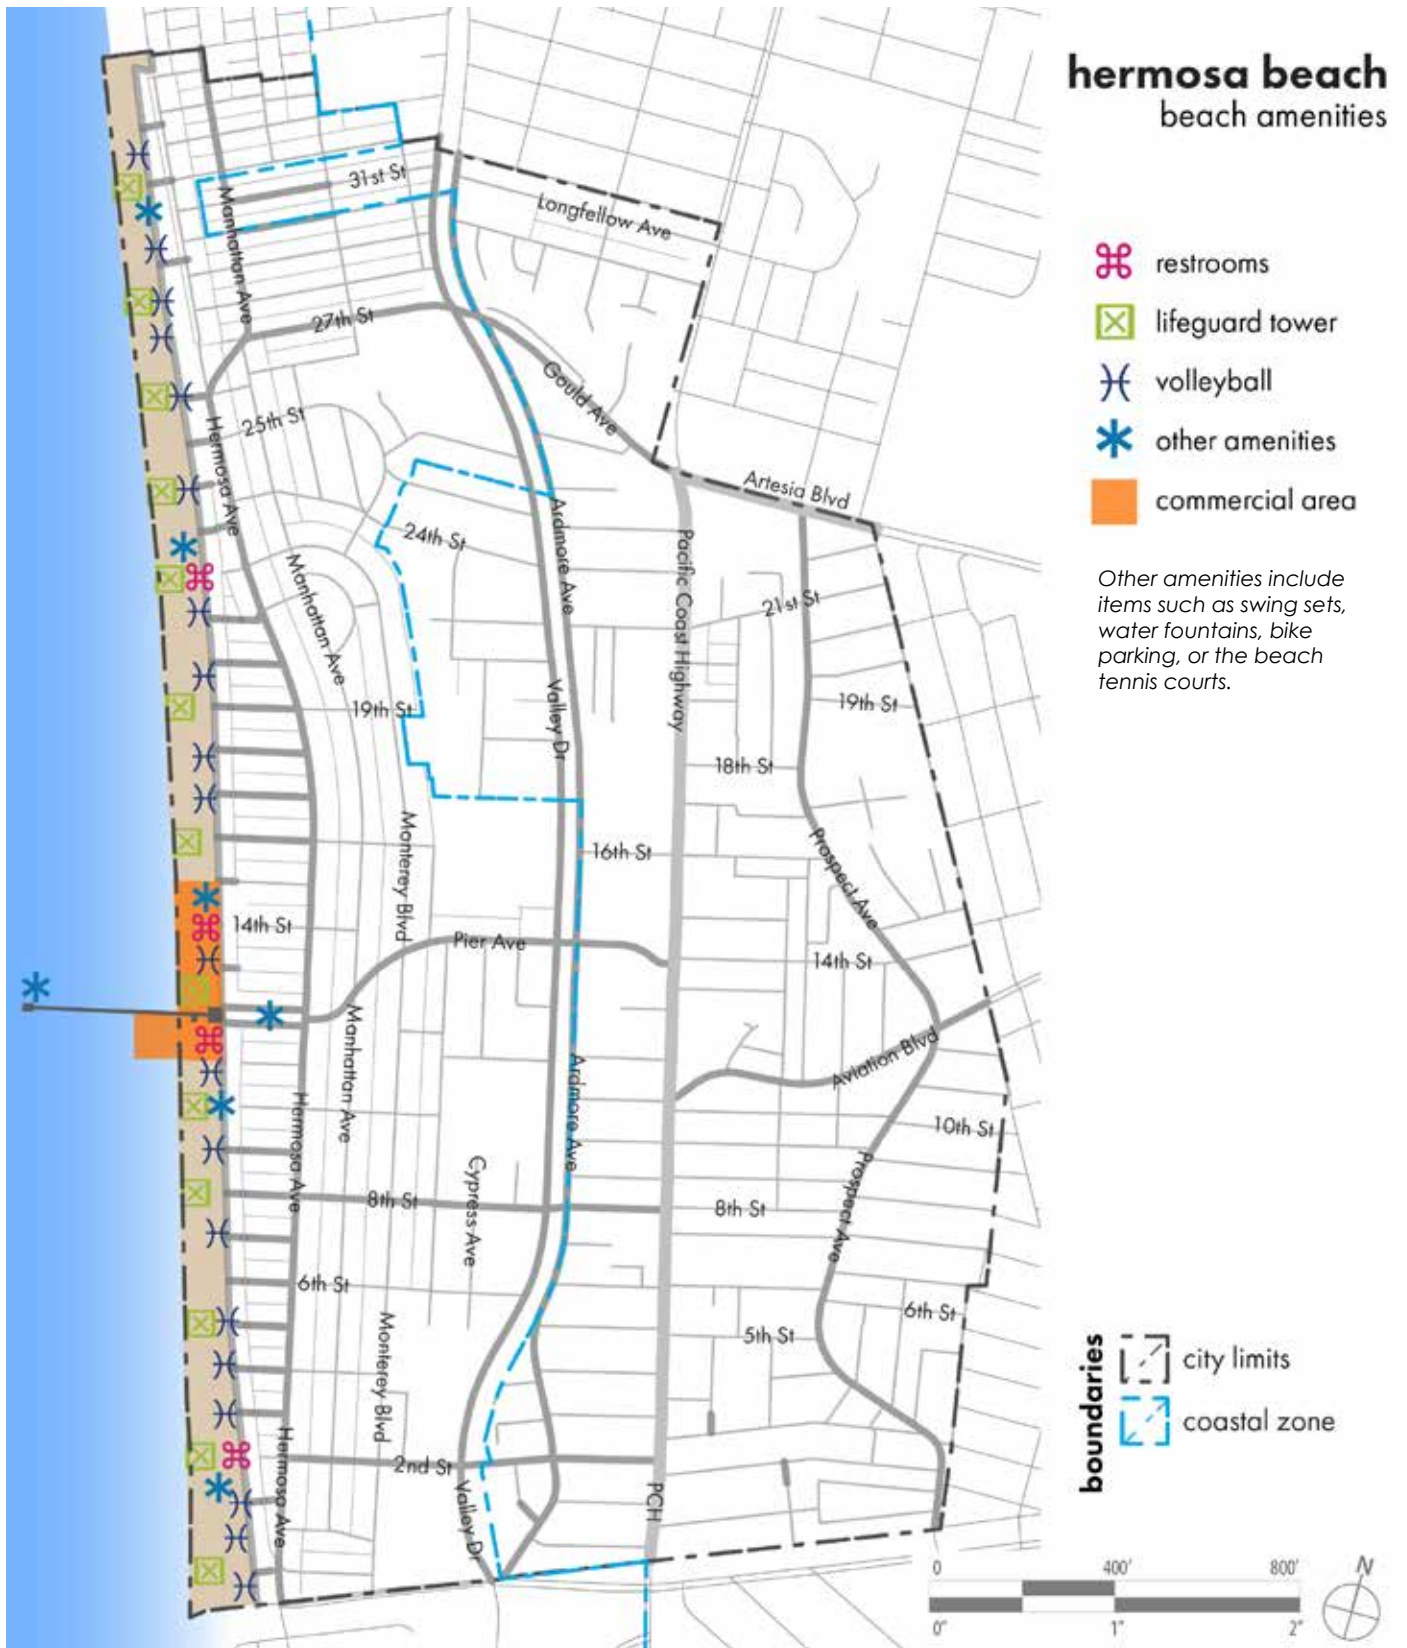 hermosa beach
beach amenities
restrooms
lifeguard tower
volleyball
other amenities
commercial area
Other amenities include
items such as swing sets,
water fountains, bike
parking, or the beach
tennis courts.
31st St
Longfellow Ave
Manhattan Ave
27th St
Gould Ave
25th St
Hermosa Ave
Artesia Blvd
24th St
Ardmore Ave
Pacific Coast Highway
Manhattan Ave
21st St
19th St
Valley Dr
19th St
18th St
Monterey Blvd
16th St
Prospect Ave
14th St
Pier Ave
14th St
Manhattan Ave
Aviation Blvd
Ardmore Ave
Hermosa Ave
10th St
Cypress Ave
Prospect Ave
8th St
8th St
6th St
6th St
5th St
Monterey Blvd
boundaries
city limits
coastal zone
Hermosa Ave
2nd St
Valley Dr
PCH
0 400' 800'
0" 1" 2"
N